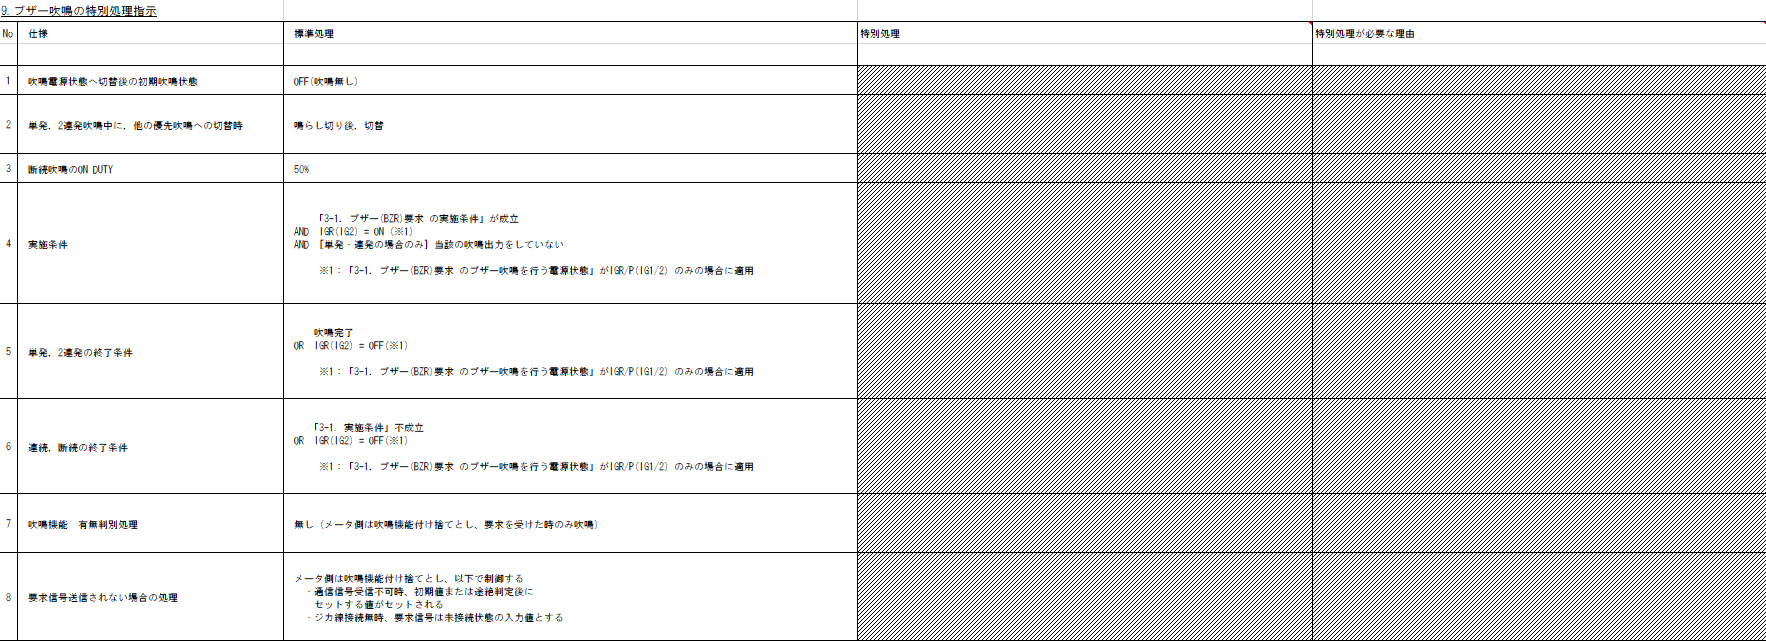 9. ブザー吹鳴の特別処理指示
No 仕様 標準処理 特別処理 特別処理が必要な理由
1 吹鳴電源状態へ切替後の初期吹鳴状態 OFF(吹鳴無し)
2 単発，2連発吹鳴中に，他の優先吹鳴への切替時 鳴らし切り後，切替
3 断続吹鳴のON DUTY 50%
4 実施条件
「3-1. ブザー(BZR)要求 の実施条件」が成立
AND IGR(IG2) = ON (※1)
AND [単発・連発の場合のみ] 当該の吹鳴出力をしていない
※1：「3-1. ブザー(BZR)要求 のブザー吹鳴を行う電源状態」がIGR/P(IG1/2) のみの場合に適用
5 単発，2連発の終了条件
吹鳴完了
OR IGR(IG2) = OFF(※1)
※1：「3-1. ブザー(BZR)要求 のブザー吹鳴を行う電源状態」がIGR/P(IG1/2) のみの場合に適用
6 連続，断続の終了条件
「3-1. 実施条件」不成立
OR IGR(IG2) = OFF(※1)
※1：「3-1. ブザー(BZR)要求 のブザー吹鳴を行う電源状態」がIGR/P(IG1/2) のみの場合に適用
7 吹鳴機能 有無判別処理 無し (メータ側は吹鳴機能付け捨てとし、要求を受けた時のみ吹鳴)
8 要求信号送信されない場合の処理
メータ側は吹鳴機能付け捨てとし、以下で制御する
・通信信号受信不可時、初期値または途絶判定後に
セットする値がセットされる
・ジカ線接続無時、要求信号は未接続状態の入力値とする